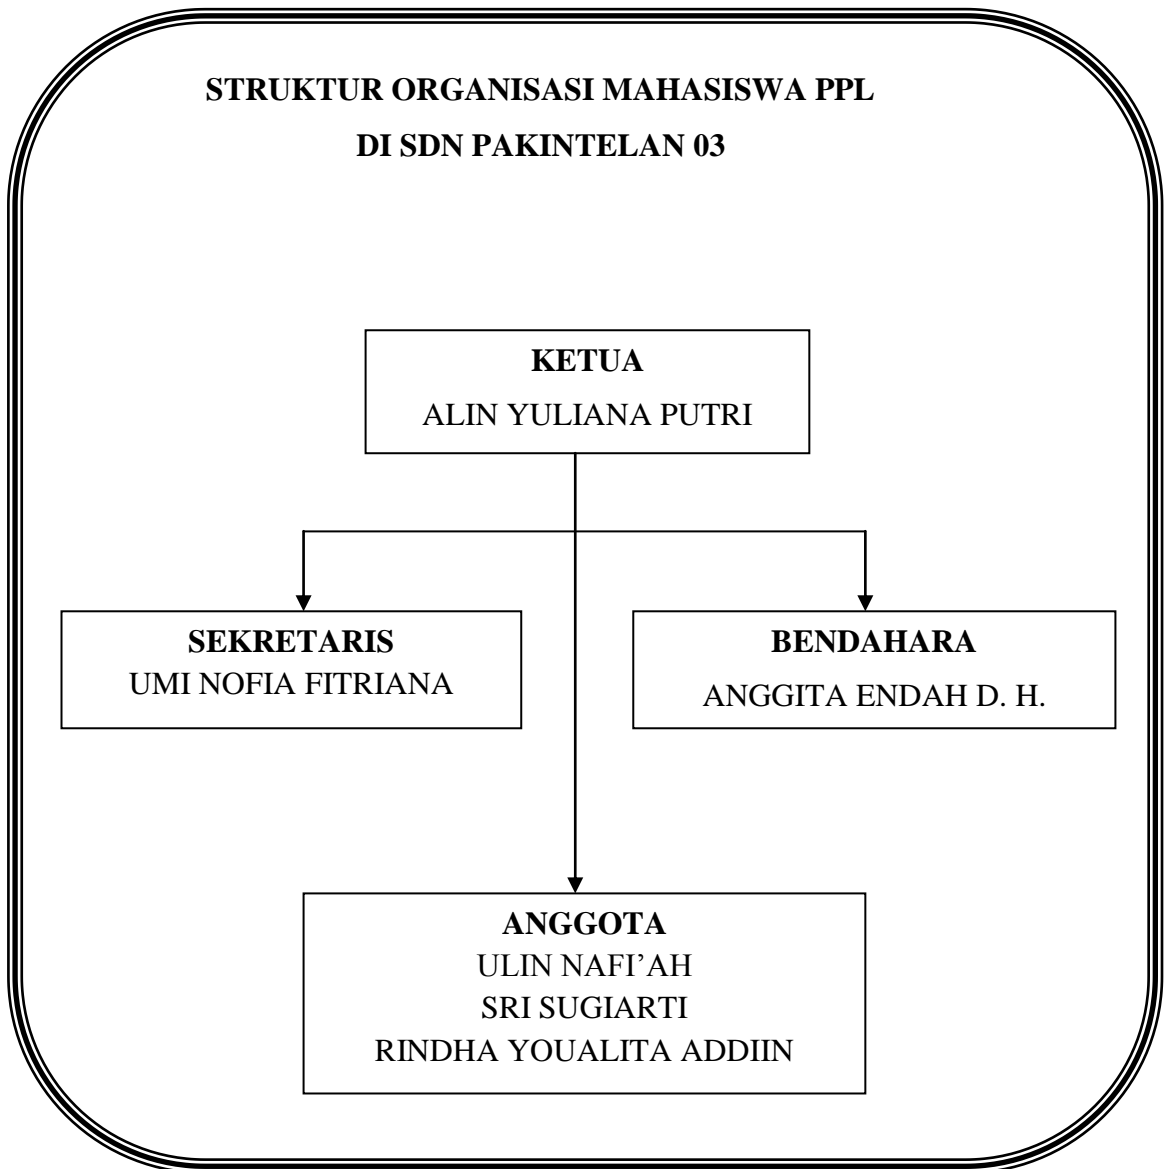 STRUKTUR ORGANISASI MAHASISWA PPL
DI SDN PAKINTELAN 03
KETUA
ALIN YULIANA PUTRI
SEKRETARIS
UMI NOFIA FITRIANA
BENDAHARA
ANGGITA ENDAH D. H.
ANGGOTA
ULIN NAFI’AH
SRI SUGIARTI
RINDHA YOUALITA ADDIIN